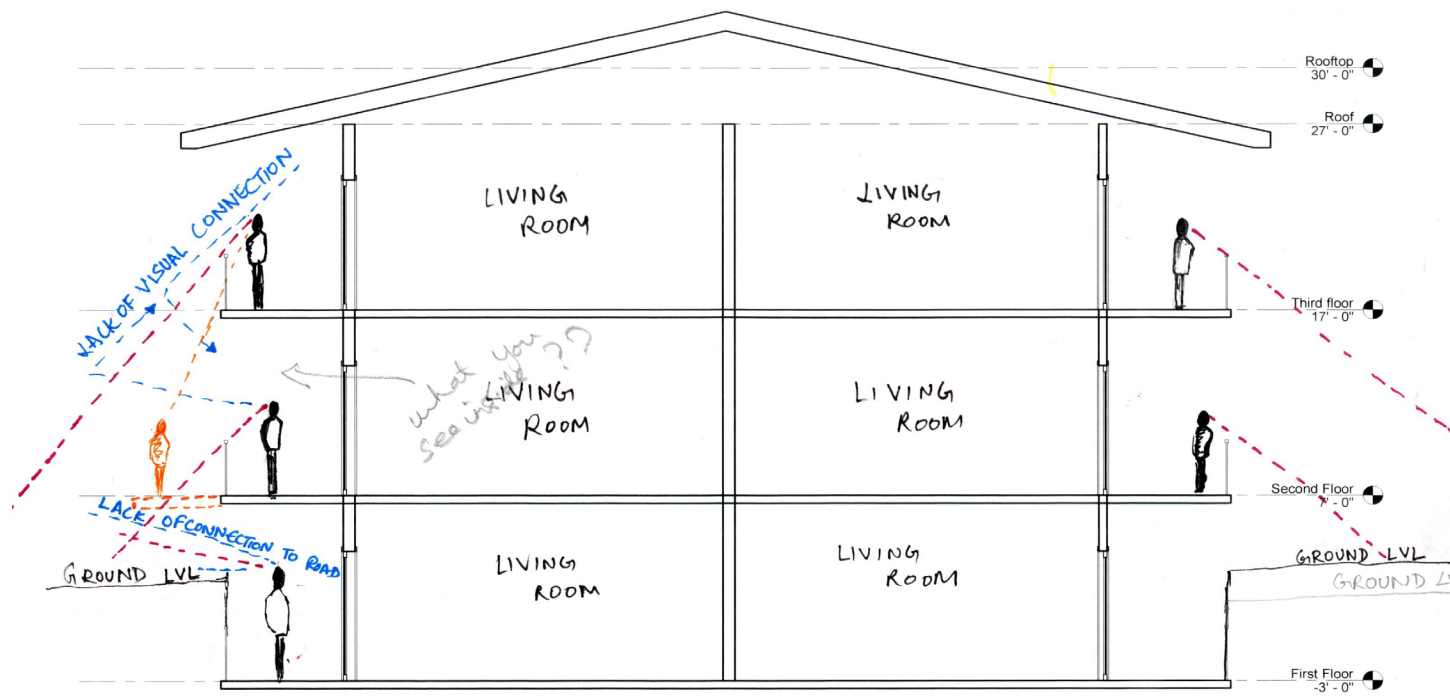 Rooftop
30' - 0"
Roof
27' - 0"
LACK OF VISUAL CONNECTION
LIVING
ROOM
LIVING
ROOM
Third floor
17' - 0"
what you
see inside ??
LIVING
ROOM
LIVING
ROOM
Second Floor
7' - 0"
LACK OF CONNECTION TO ROAD
GROUND LVL
LIVING
ROOM
LIVING
ROOM
GROUND LVL
GROUND L
First Floor
-3' - 0"